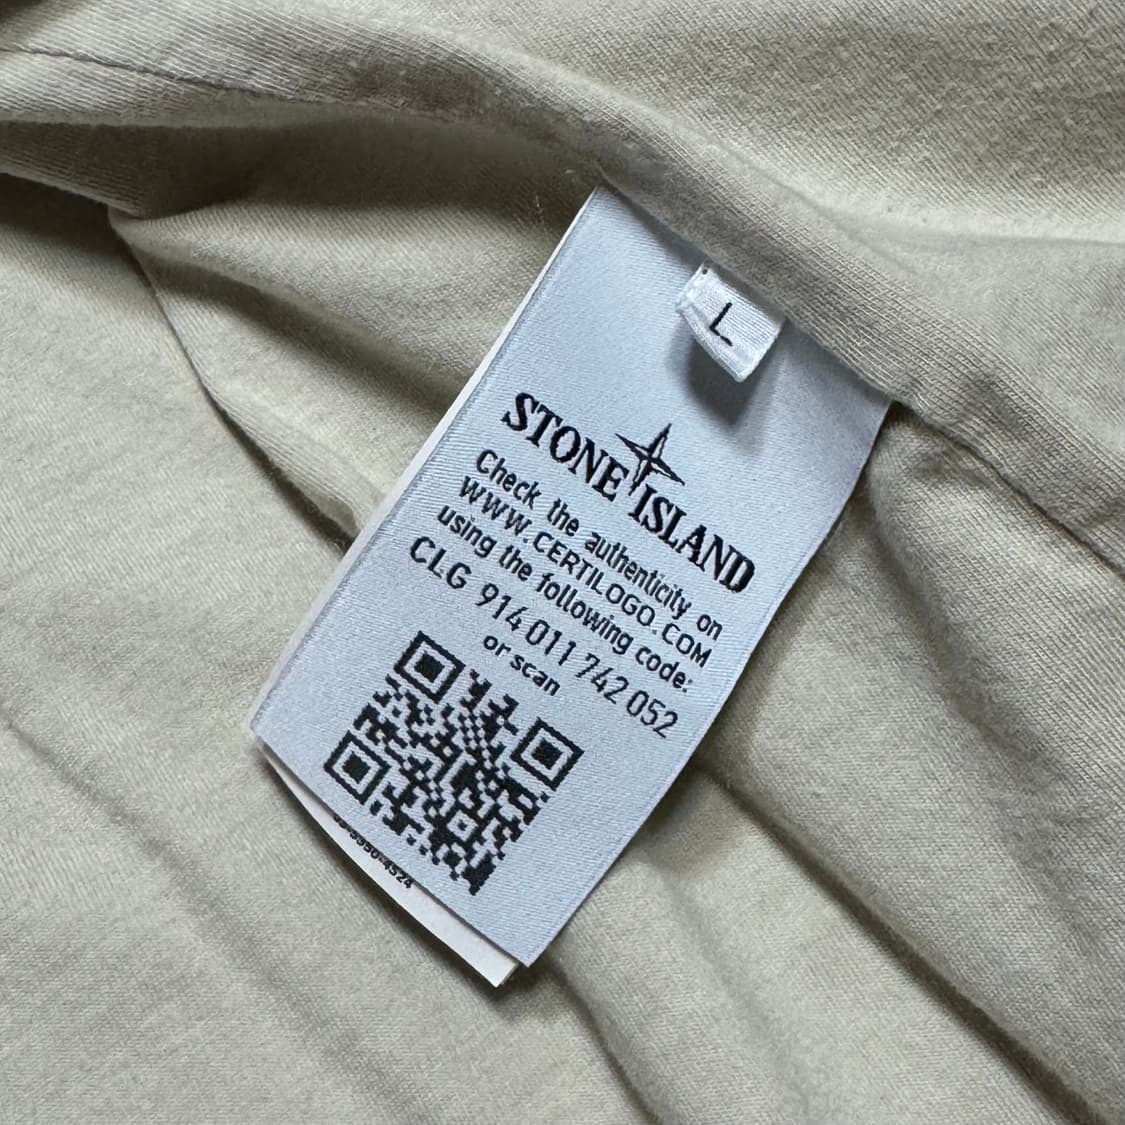 L
STONE ISLAND
Check the authenticity on
WWW.CERTILOGO.COM
using the following code:
CLG 914 011 742 052
or scan